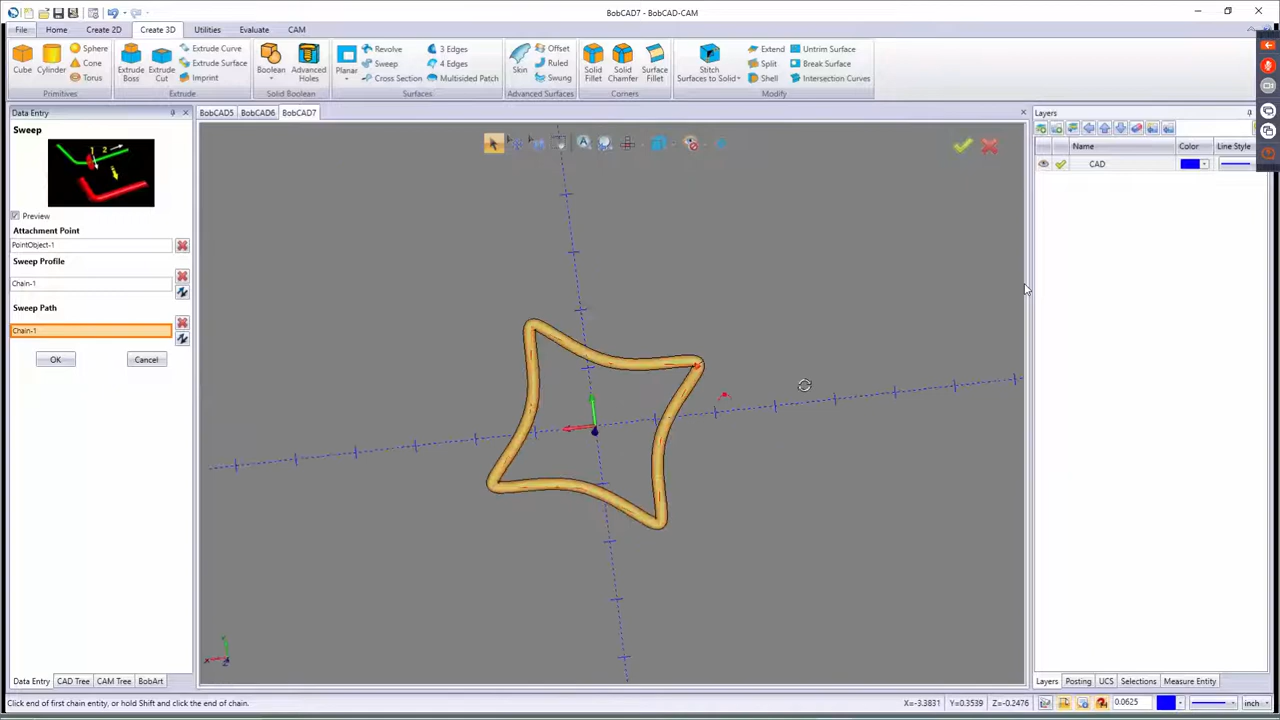 BobCAD7 - BobCAD-CAM
File Home Create 2D Create 3D Utilities Evaluate CAM
Cube Cylinder Sphere Cone Torus
Extrude Boss Extrude Cut Extrude Curve Extrude Surface Imprint
Boolean Advanced Holes
Planar Revolve Sweep Cross Section 3 Edges 4 Edges Multisided Patch
Skin Offset Ruled Swung
Solid Fillet Solid Chamfer Surface Fillet
Stitch Surfaces to Solid Extend Split Shell Untrim Surface Break Surface Intersection Curves
Primitives Extrude Solid Boolean Surfaces Advanced Surfaces Corners Modify
Data Entry
Sweep
1 2
Preview
Attachment Point
PointObject-1
Sweep Profile
Chain-1
Sweep Path
Chain-1
OK Cancel
Data Entry CAD Tree CAM Tree BobArt
BobCAD5 BobCAD6 BobCAD7
Layers
Name Color Line Style
CAD
Layers Posting UCS Selections Measure Entity
Click end of first chain entity, or hold Shift and click the end of chain.
X=-3.3831 Y=0.3539 Z=-0.2476 0.0625 inch